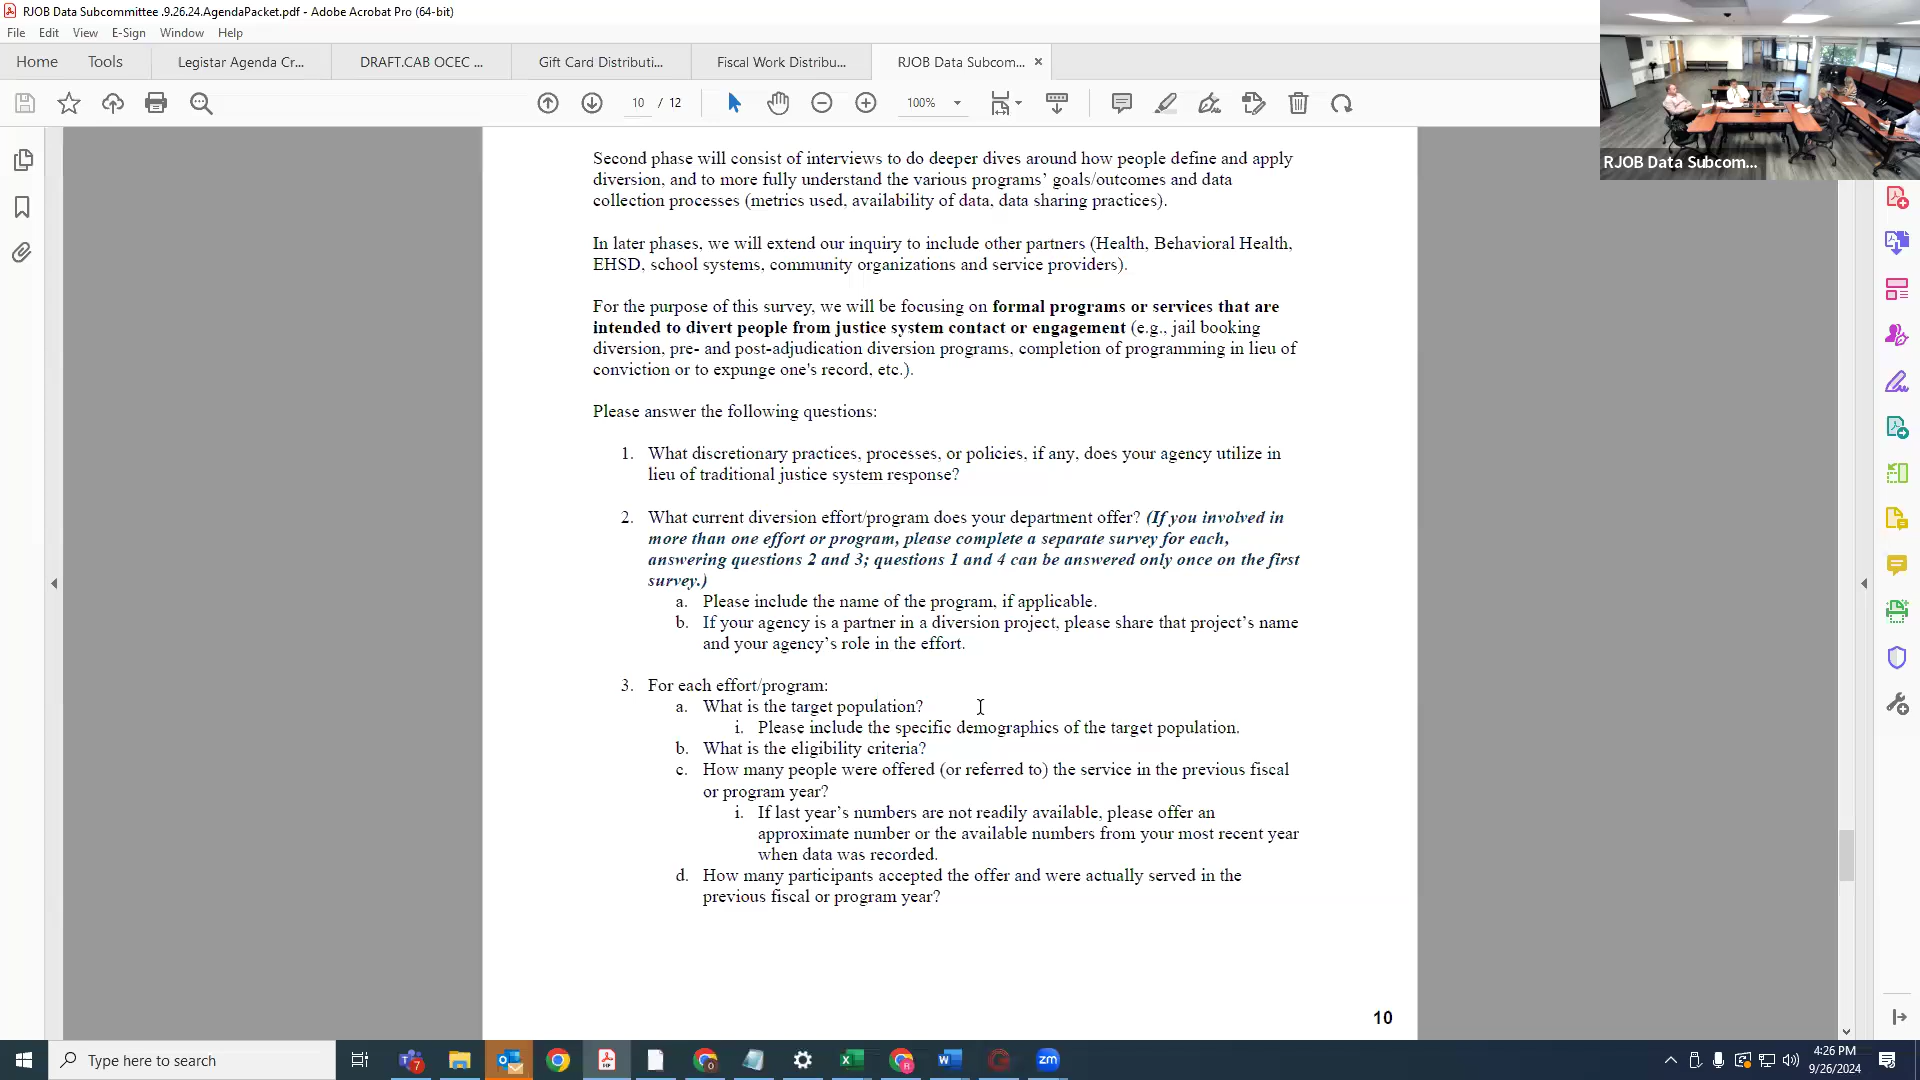 RJOB Data Subcommittee .9.26.24.AgendaPacket.pdf - Adobe Acrobat Pro (64-bit)
File Edit View E-Sign Window Help
Home Tools Legistar Agenda Cr... DRAFT.CAB OCEC ... Gift Card Distributi... Fiscal Work Distribu... RJOB Data Subcom... ×
10 / 12 100%
RJOB Data Subcom...
Second phase will consist of interviews to do deeper dives around how people define and apply
diversion, and to more fully understand the various programs' goals/outcomes and data
collection processes (metrics used, availability of data, data sharing practices).
In later phases, we will extend our inquiry to include other partners (Health, Behavioral Health,
EHSD, school systems, community organizations and service providers).
For the purpose of this survey, we will be focusing on formal programs or services that are
intended to divert people from justice system contact or engagement (e.g., jail booking
diversion, pre- and post-adjudication diversion programs, completion of programming in lieu of
conviction or to expunge one's record, etc.).
Please answer the following questions:
1. What discretionary practices, processes, or policies, if any, does your agency utilize in
lieu of traditional justice system response?
2. What current diversion effort/program does your department offer? (If you involved in
more than one effort or program, please complete a separate survey for each,
answering questions 2 and 3; questions 1 and 4 can be answered only once on the first
survey.)
a. Please include the name of the program, if applicable.
b. If your agency is a partner in a diversion project, please share that project's name
and your agency's role in the effort.
3. For each effort/program:
a. What is the target population?
i. Please include the specific demographics of the target population.
b. What is the eligibility criteria?
c. How many people were offered (or referred to) the service in the previous fiscal
or program year?
i. If last year's numbers are not readily available, please offer an
approximate number or the available numbers from your most recent year
when data was recorded.
d. How many participants accepted the offer and were actually served in the
previous fiscal or program year?
10
Type here to search
4:26 PM
9/26/2024